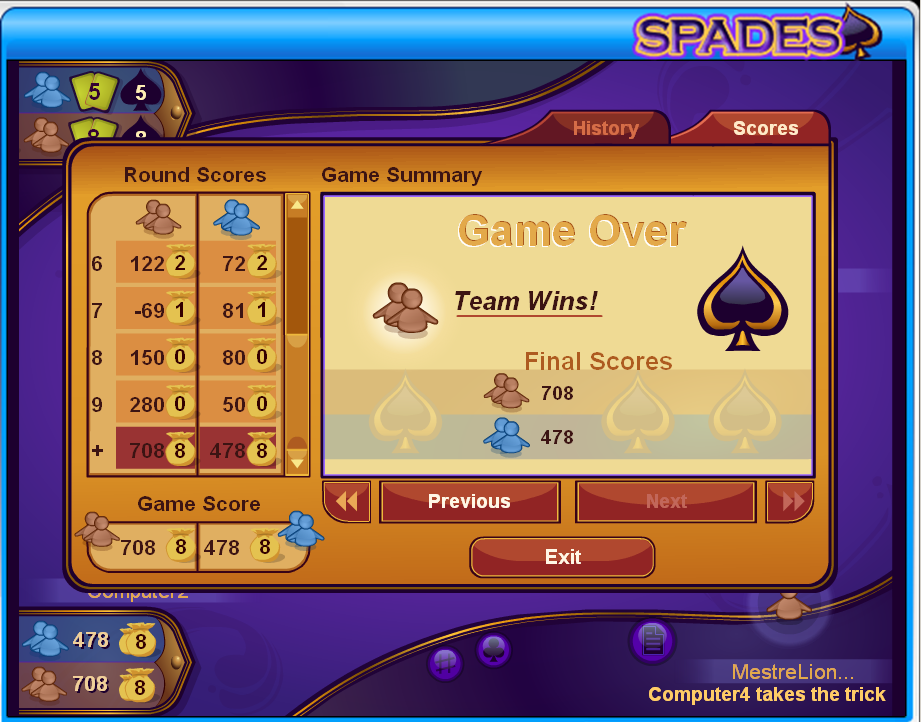 SPADES
5 5
8 8
History Scores
Round Scores
Game Summary
6 122 2 72 2
7 -69 1 81 1
8 150 0 80 0
9 280 0 50 0
+ 708 8 478 8
Game Over
Team Wins!
Final Scores
708
478
Game Score
708 8 478 8
Previous
Next
Exit
Computer2
478 8
708 8
MestreLion...
Computer4 takes the trick